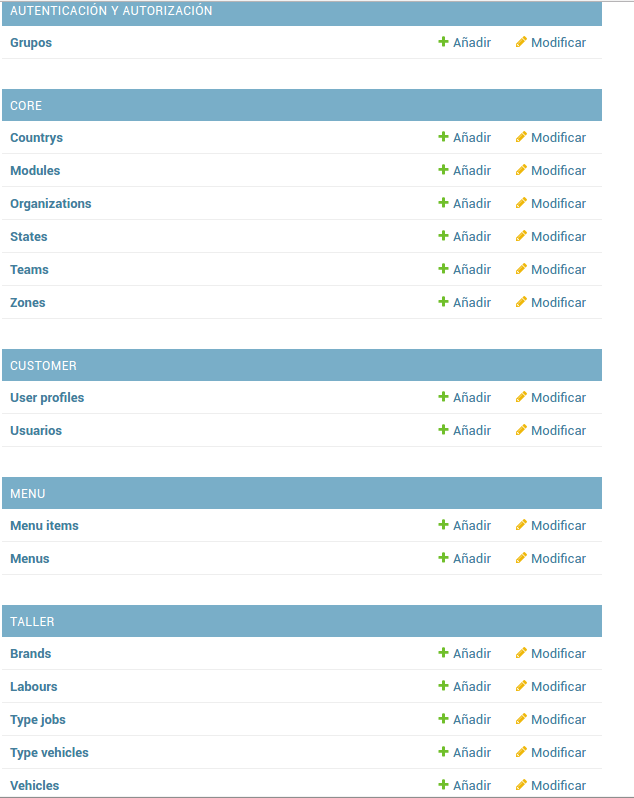 AUTENTICACIÓN Y AUTORIZACIÓN
Grupos Añadir Modificar
CORE
Countrys Añadir Modificar
Modules Añadir Modificar
Organizations Añadir Modificar
States Añadir Modificar
Teams Añadir Modificar
Zones Añadir Modificar
CUSTOMER
User profiles Añadir Modificar
Usuarios Añadir Modificar
MENU
Menu items Añadir Modificar
Menus Añadir Modificar
TALLER
Brands Añadir Modificar
Labours Añadir Modificar
Type jobs Añadir Modificar
Type vehicles Añadir Modificar
Vehicles Añadir Modificar